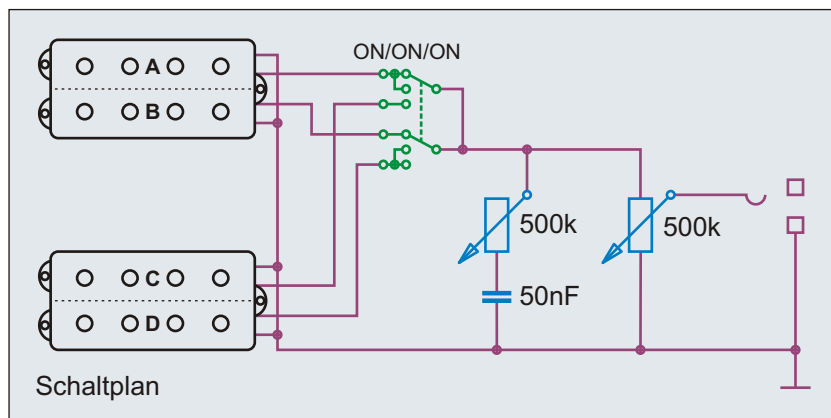 ON/ON/ON
A
B
500k
500k
C
50nF
D
Schaltplan